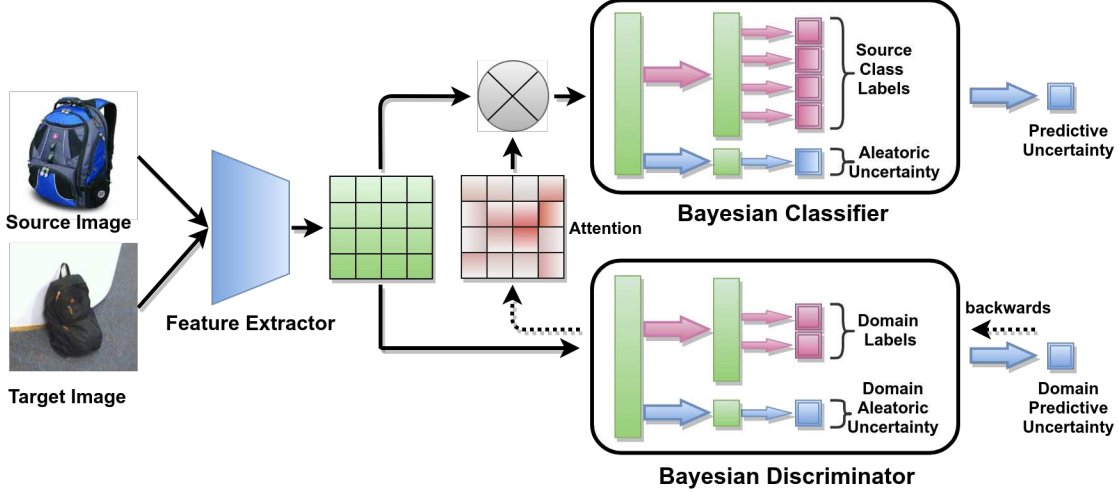 Source Image
Target Image
Feature Extractor
Attention
Source
Class
Labels
Aleatoric
Uncertainty
Bayesian Classifier
Predictive
Uncertainty
Domain
Labels
Domain
Aleatoric
Uncertainty
Bayesian Discriminator
backwards
Domain
Predictive
Uncertainty